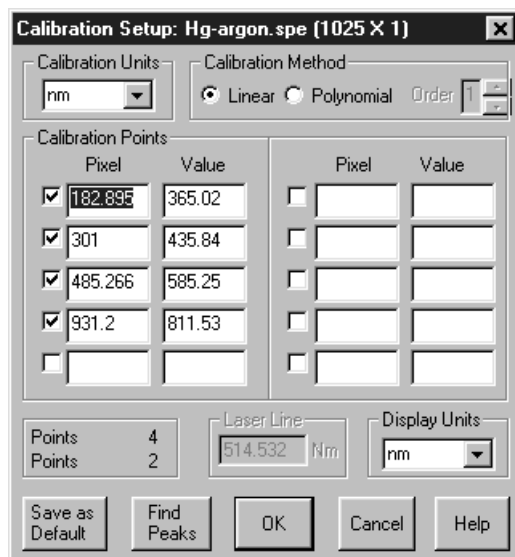 Calibration Setup: Hg-argon.spe (1025 X 1)
Calibration Units
nm
Calibration Method
Linear Polynomial Order 1
Calibration Points
Pixel Value Pixel Value
182.895 365.02
301 435.84
485.266 585.25
931.2 811.53
Points 4
Points 2
Laser Line
514.532 Nm
Display Units
nm
Save as Default
Find Peaks
OK
Cancel
Help